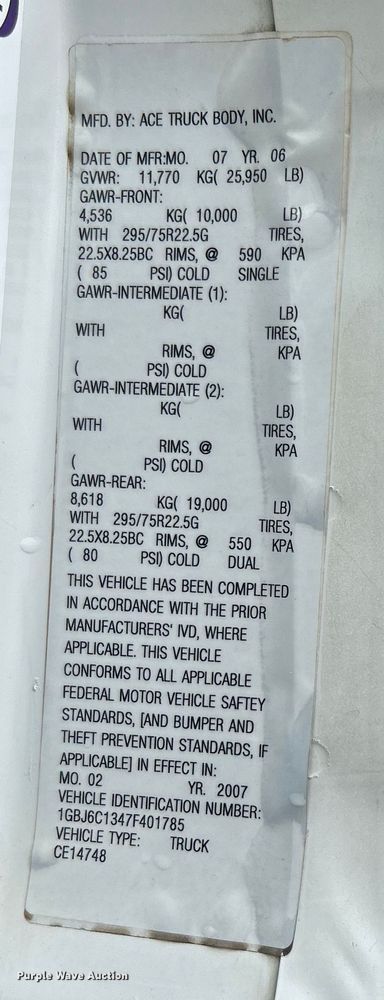 MFD. BY: ACE TRUCK BODY, INC.
DATE OF MFR:MO. 07 YR. 06
GVWR: 11,770 KG( 25,950 LB)
GAWR-FRONT:
4,536 KG( 10,000 LB)
WITH 295/75R22.5G TIRES,
22.5X8.25BC RIMS, @ 590 KPA
( 85 PSI) COLD SINGLE
GAWR-INTERMEDIATE (1):
KG( LB)
WITH TIRES,
RIMS, @ KPA
( PSI) COLD
GAWR-INTERMEDIATE (2):
KG( LB)
WITH TIRES,
RIMS, @ KPA
( PSI) COLD
GAWR-REAR:
8,618 KG( 19,000 LB)
WITH 295/75R22.5G TIRES,
22.5X8.25BC RIMS, @ 550 KPA
( 80 PSI) COLD DUAL
THIS VEHICLE HAS BEEN COMPLETED
IN ACCORDANCE WITH THE PRIOR
MANUFACTURERS' IVD, WHERE
APPLICABLE. THIS VEHICLE
CONFORMS TO ALL APPLICABLE
FEDERAL MOTOR VEHICLE SAFTEY
STANDARDS, [AND BUMPER AND
THEFT PREVENTION STANDARDS, IF
APPLICABLE] IN EFFECT IN:
MO. 02 YR. 2007
VEHICLE IDENTIFICATION NUMBER:
1GBJ6C1347F401785
VEHICLE TYPE: TRUCK
CE14748
Purple Wave Auction